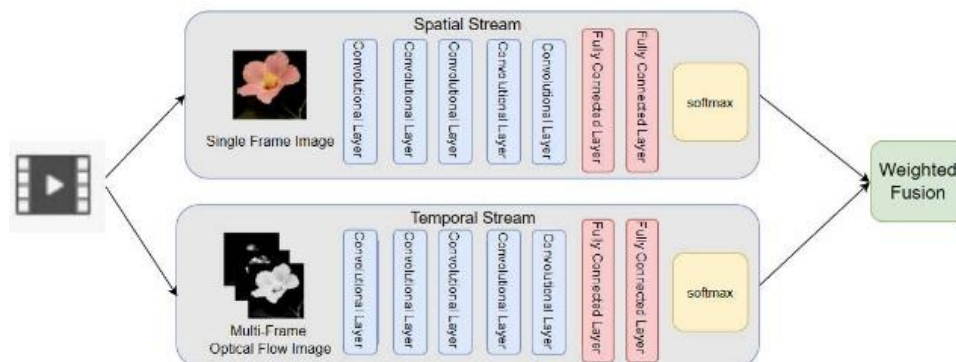 Spatial Stream
Single Frame Image
Convolutional Layer
Convolutional Layer
Convolutional Layer
Convolutional Layer
Convolutional Layer
Fully Connected Layer
Fully Connected Layer
softmax
Weighted
Fusion
Temporal Stream
Multi-Frame
Optical Flow Image
Convolutional Layer
Convolutional Layer
Convolutional Layer
Convolutional Layer
Convolutional Layer
Fully Connected Layer
Fully Connected Layer
softmax